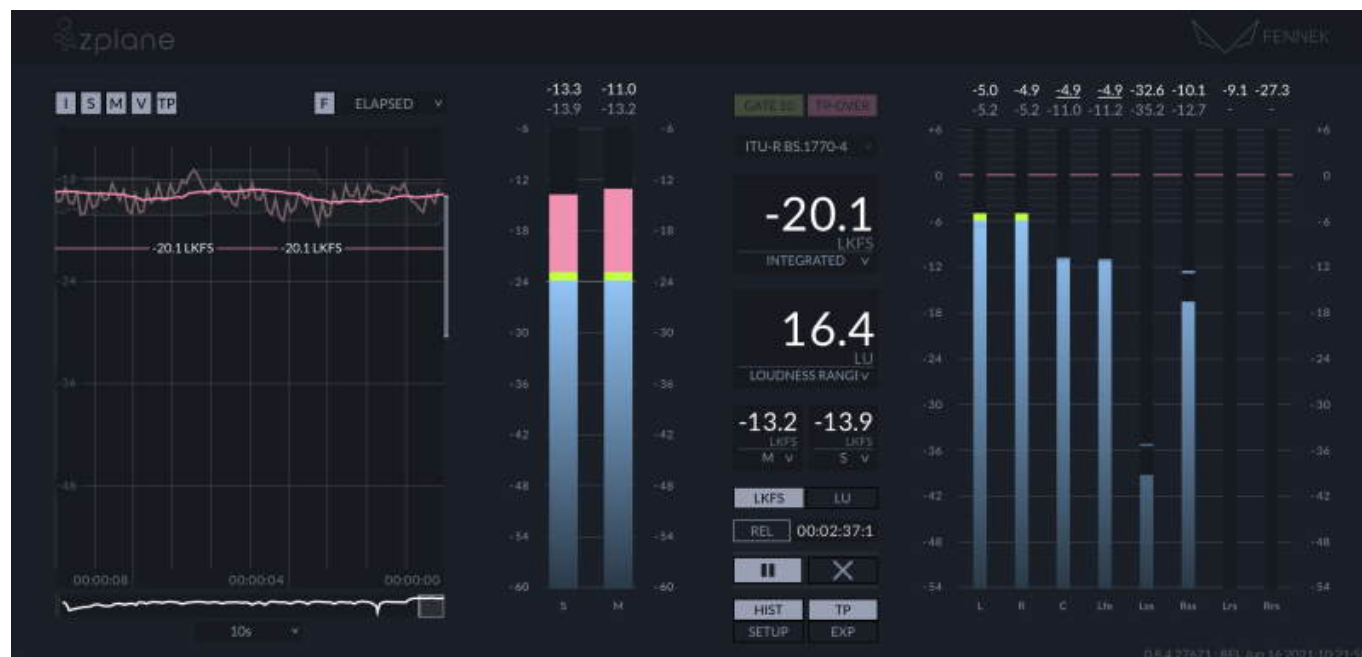 zplane
FENNEK
I S M V TP
F ELAPSED v
-13.3 -11.0
-13.9 -13.2
GATE 10 TP-OVER
-5.0 -4.9 -4.9 -4.9 -32.6 -10.1 -9.1 -27.3
-5.2 -5.2 -11.0 -11.2 -35.2 -12.7 - -
ITU-R BS.1770-4
-12
-20.1 LKFS -20.1 LKFS
-24
-36
-48
00:00:08 00:00:04 00:00:00
10s v
-6 -6
-12 -12
-18 -18
-24 -24
-30 -30
-36 -36
-42 -42
-48 -48
-54 -54
-60 -60
S M
-20.1
LKFS
INTEGRATED v
16.4
LU
LOUDNESS RANGE v
-13.2 -13.9
LKFS LKFS
M v S v
LKFS LU
REL 00:02:37:1
HIST TP
SETUP EXP
+6 +6
0 0
-6 -6
-12 -12
-18 -18
-24 -24
-30 -30
-36 -36
-42 -42
-48 -48
-54 -54
L R C Lfe Lss Rss Lrs Rrs